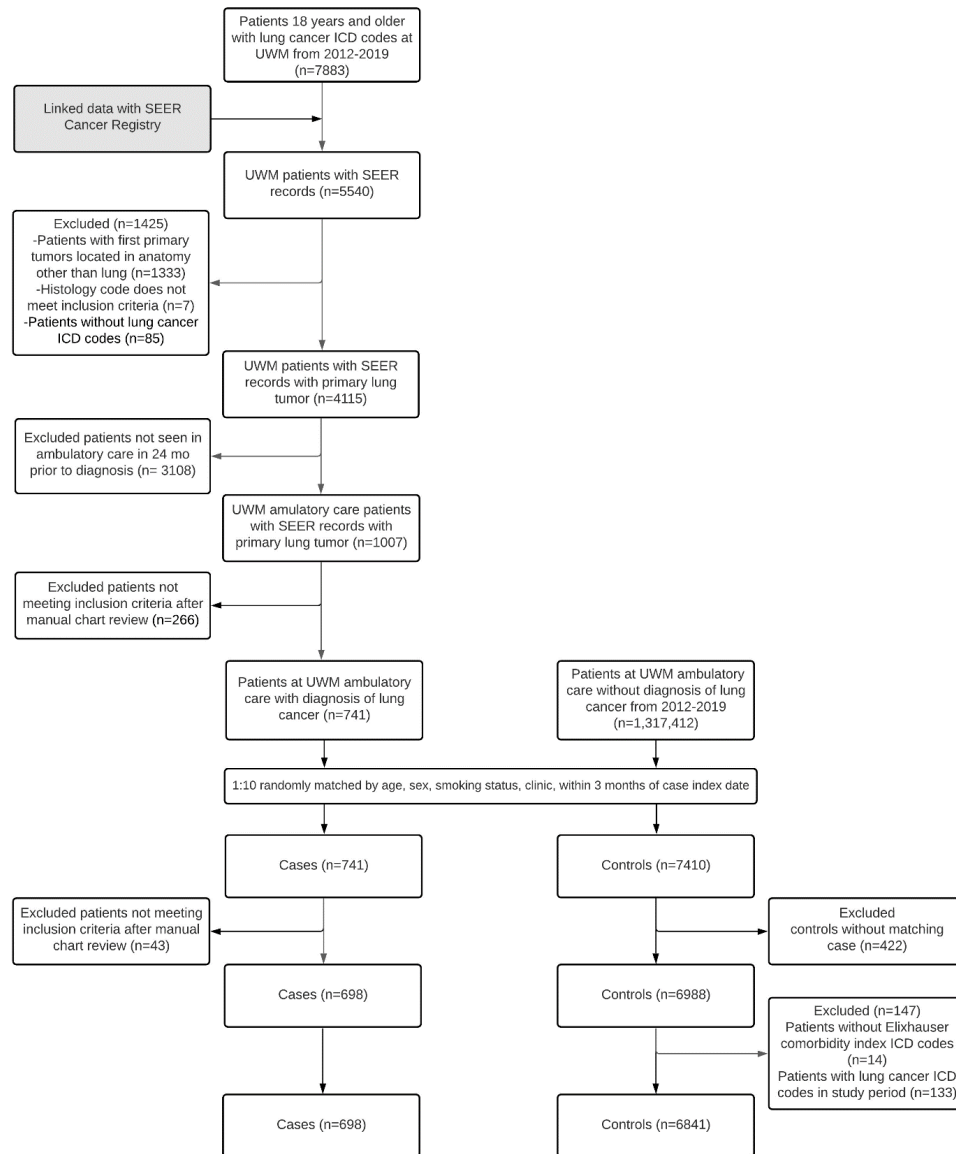 Patients 18 years and older
with lung cancer ICD codes at
UWM from 2012-2019
(n=7883)
Linked data with SEER
Cancer Registry
UWM patients with SEER
records (n=5540)
Excluded (n=1425)
-Patients with first primary
tumors located in anatomy
other than lung (n=1333)
-Histology code does not
meet inclusion criteria (n=7)
-Patients without lung cancer
ICD codes (n=85)
UWM patients with SEER
records with primary lung
tumor (n=4115)
Excluded patients not seen in
ambulatory care in 24 mo
prior to diagnosis (n= 3108)
UWM amulatory care patients
with SEER records with
primary lung tumor (n=1007)
Excluded patients not
meeting inclusion criteria after
manual chart review (n=266)
Patients at UWM ambulatory
care with diagnosis of lung
cancer (n=741)
Patients at UWM ambulatory
care without diagnosis of lung
cancer from 2012-2019
(n=1,317,412)
1:10 randomly matched by age, sex, smoking status, clinic, within 3 months of case index date
Cases (n=741)
Controls (n=7410)
Excluded patients not meeting
inclusion criteria after manual
chart review (n=43)
Excluded
controls without matching
case (n=422)
Cases (n=698)
Controls (n=6988)
Excluded (n=147)
Patients without Elixhauser
comorbidity index ICD codes
(n=14)
Patients with lung cancer ICD
codes in study period (n=133)
Cases (n=698)
Controls (n=6841)